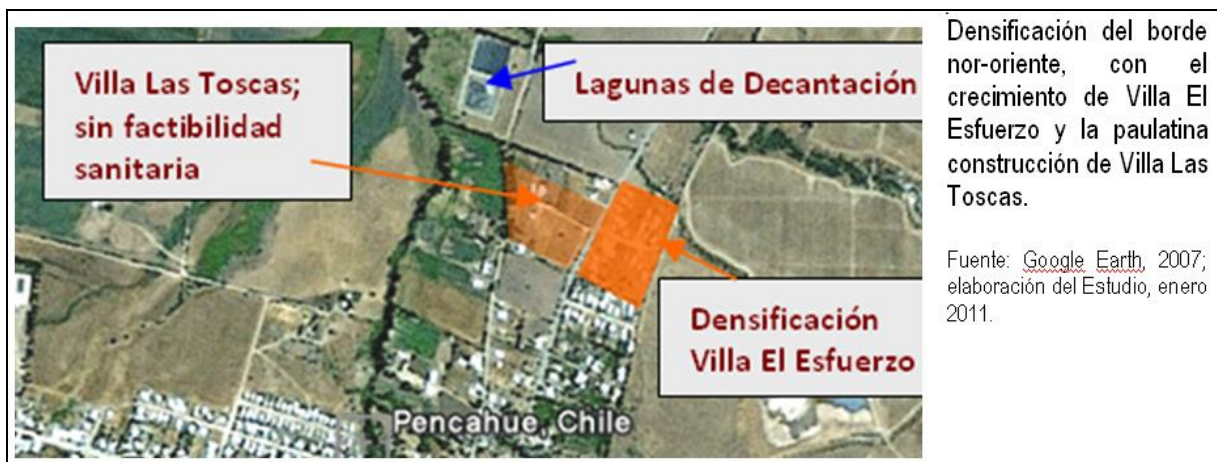 Villa Las Toscas;
sin factibilidad
sanitaria
Lagunas de Decantación
Densificación
Villa El Esfuerzo
Pencahue, Chile
Densificación del borde
nor-oriente, con el
crecimiento de Villa El
Esfuerzo y la paulatina
construcción de Villa Las
Toscas.
Fuente: Google Earth, 2007;
elaboración del Estudio, enero
2011.